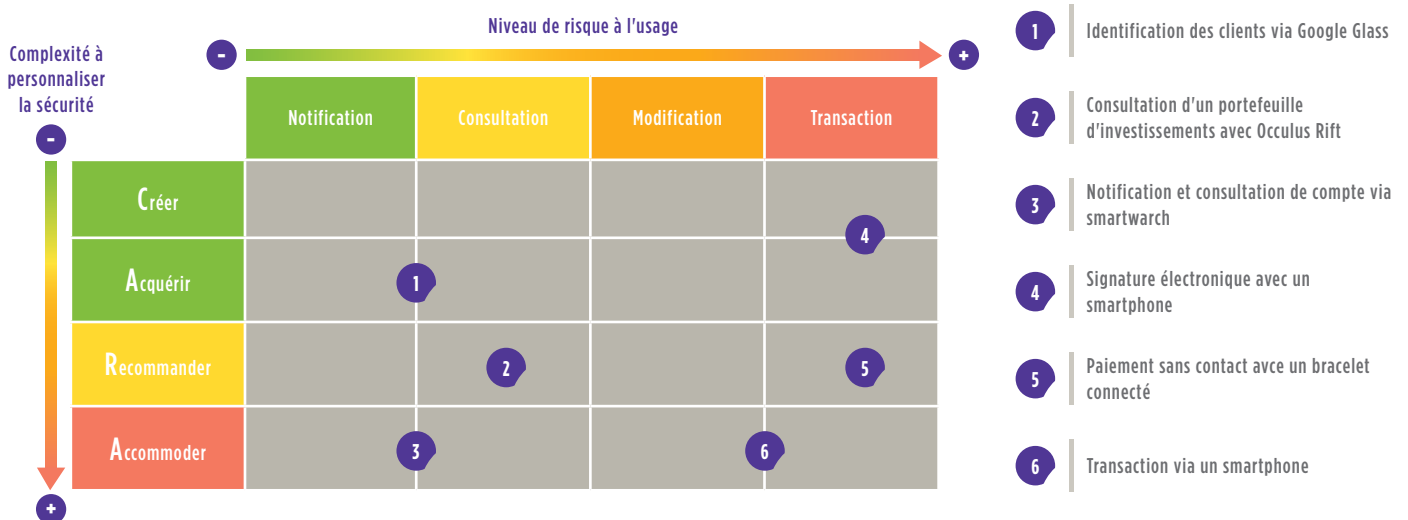 Niveau de risque à l'usage
Complexité à
personnaliser
la sécurité
-
+
-
+
Notification
Consultation
Modification
Transaction
Créer
Acquérir
Recommander
Accommoder
4
1
2
5
3
6
1
Identification des clients via Google Glass
2
Consultation d'un portefeuille
d'investissements avec Occulus Rift
3
Notification et consultation de compte via
smartwarch
4
Signature électronique avec un
smartphone
5
Paiement sans contact avce un bracelet
connecté
6
Transaction via un smartphone